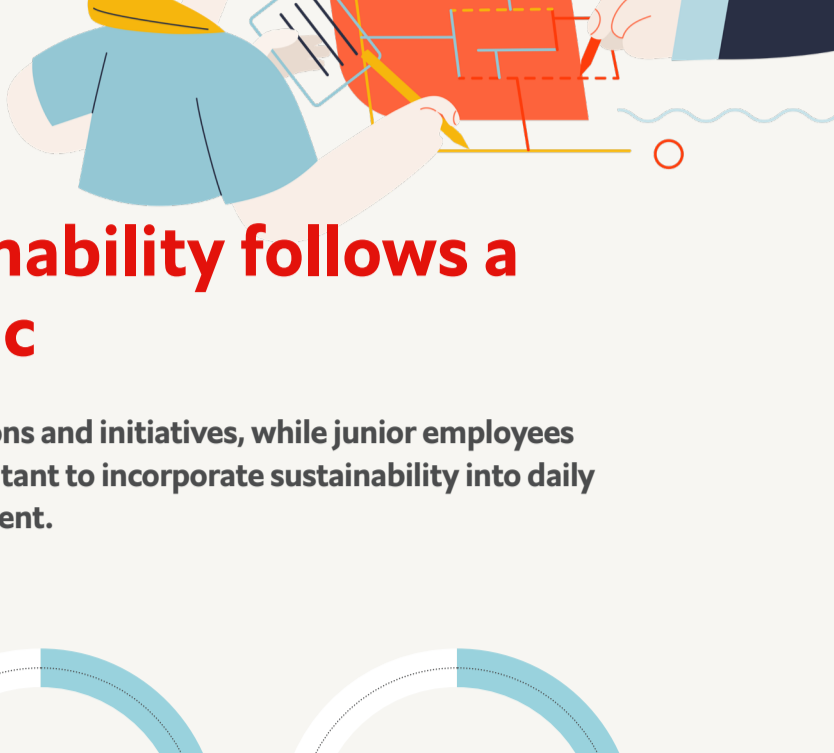 nability follows a
c
ons and initiatives, while junior employees
tant to incorporate sustainability into daily
ent.